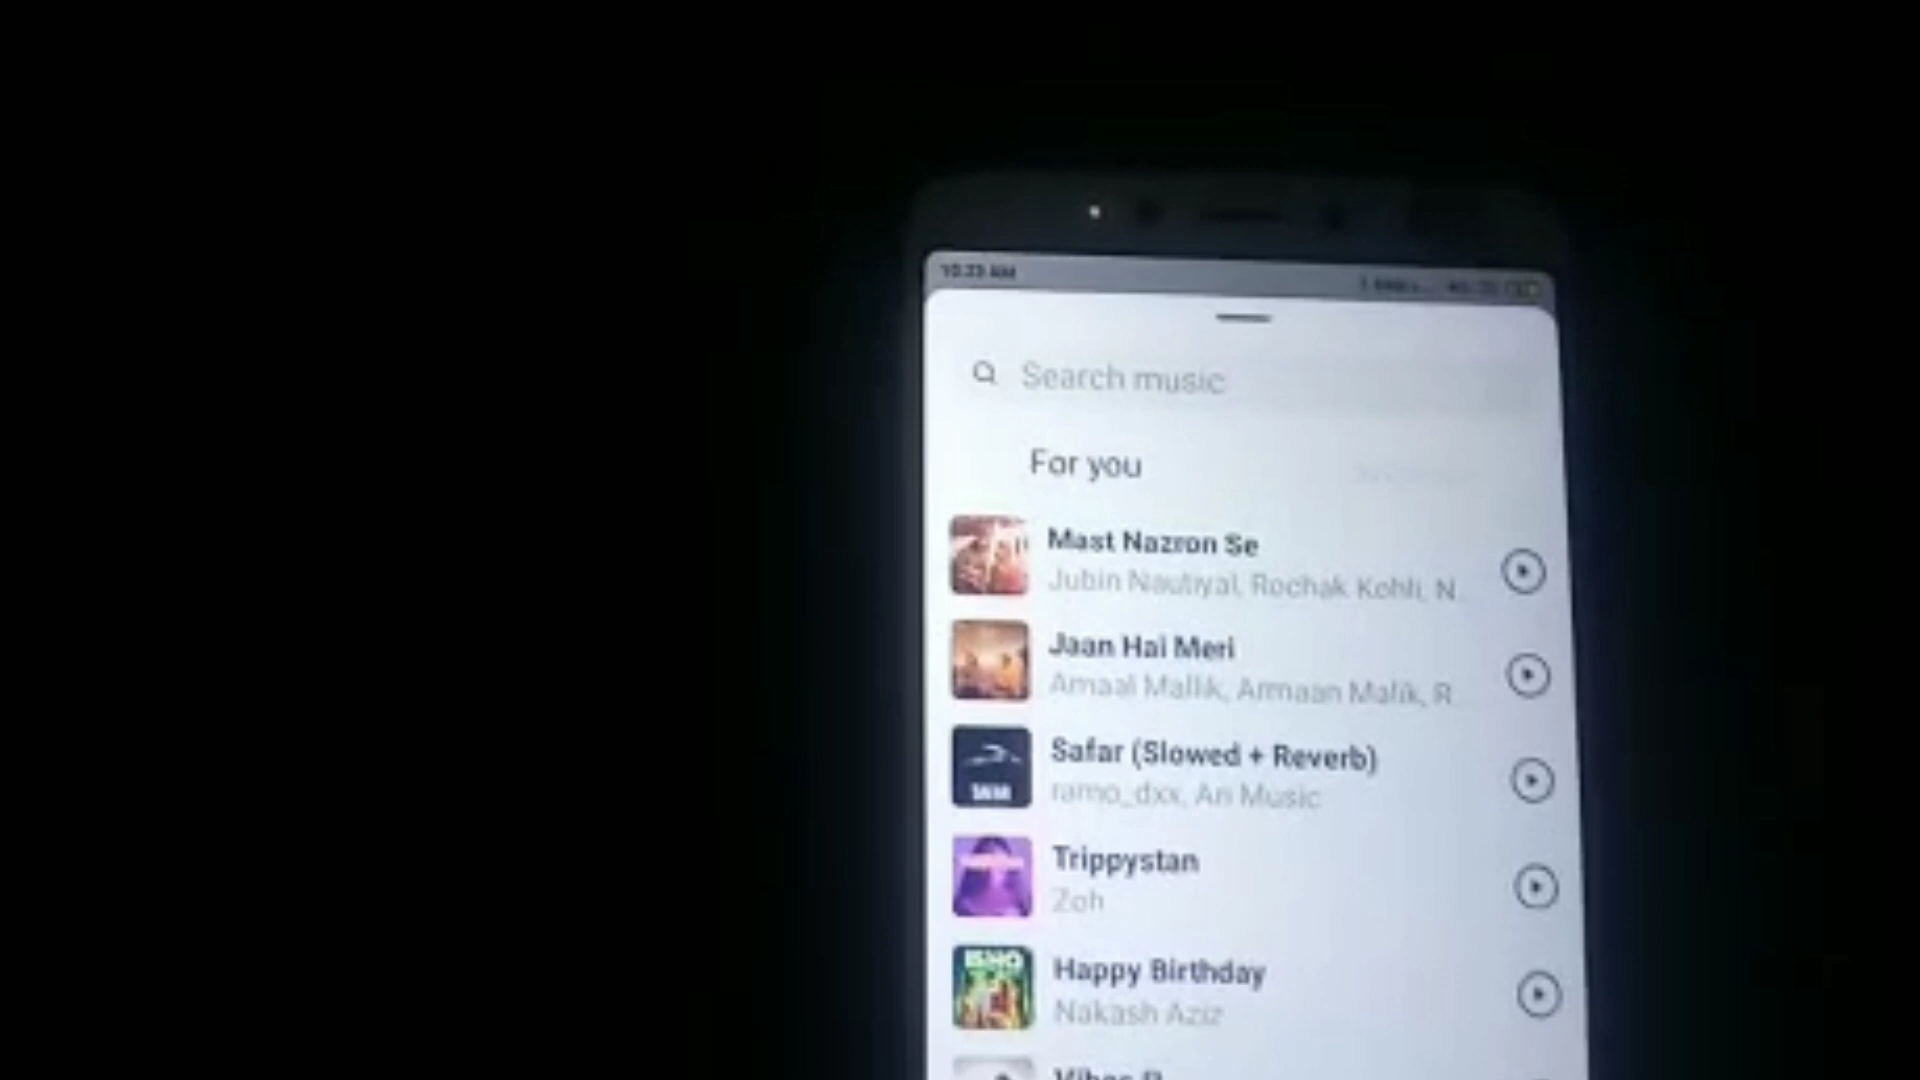 Search music
For you
Mast Nazron Se
Jubin Nautiyal, Rochak Kohli, N
Jaan Hai Meri
Amaal Mallik, Armaan Malik, R
Safar (Slowed + Reverb)
ramo_dxx, Ari Music
Trippystan
Zoh
Happy Birthday
Nakash Aziz